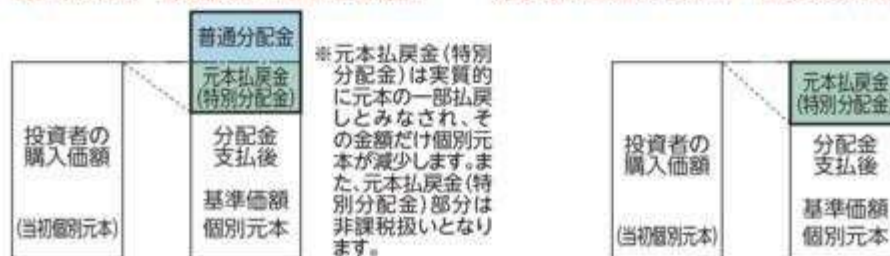 普通分配金
元本払戻金
(特別分配金)
投資者の
購入価額
(当初個別元本)
分配金
支払後
基準価額
個別元本
※元本払戻金(特別
分配金)は実質的
に元本の一部払戻
しとみなされ、そ
の金額だけ個別元
本が減少します。ま
た、元本払戻金(特
別分配金)部分は
非課税扱いとなり
ます。
元本払戻金
(特別分配金)
投資者の
購入価額
(当初個別元本)
分配金
支払後
基準価額
個別元本